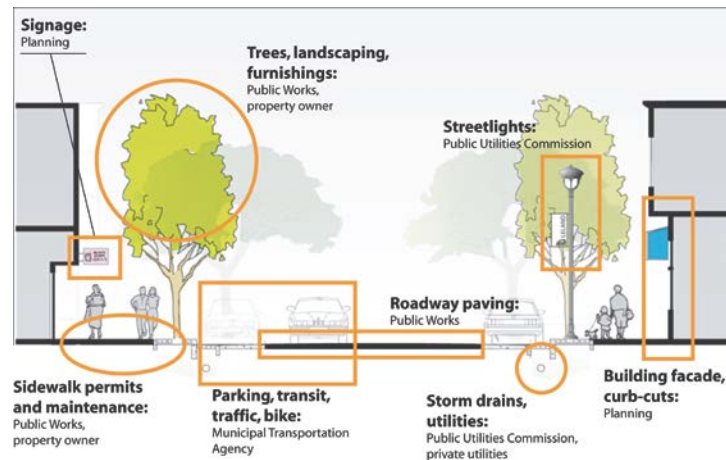 Signage:
Planning
Trees, landscaping,
furnishings:
Public Works,
property owner
Streetlights:
Public Utilities Commission
Roadway paving:
Public Works
Sidewalk permits
and maintenance:
Public Works,
property owner
Parking, transit,
traffic, bike:
Municipal Transportation
Agency
Storm drains,
utilities:
Public Utilities Commission,
private utilities
Building facade,
curb-cuts:
Planning